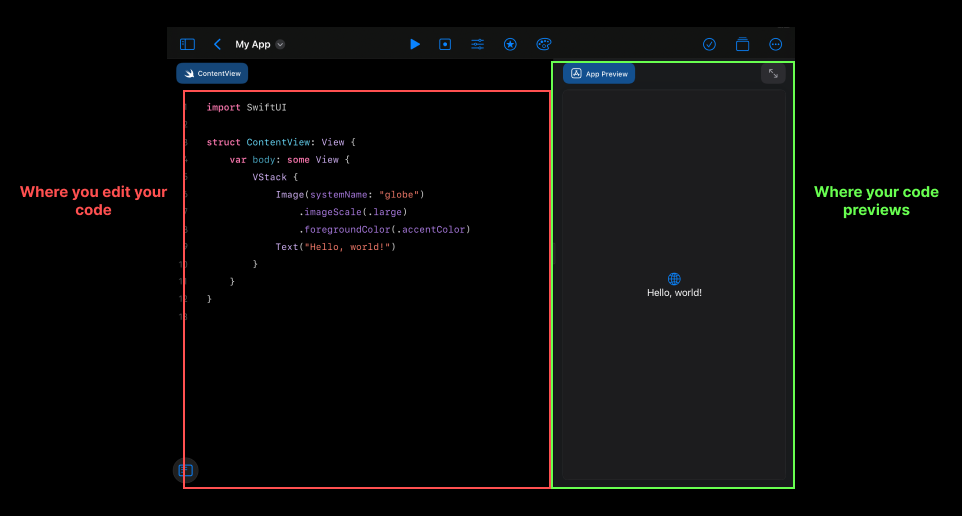 My App
ContentView
App Preview
1 import SwiftUI
2
3 struct ContentView: View {
4 var body: some View {
5 VStack {
6 Image(systemName: "globe")
7 .imageScale(.large)
8 .foregroundColor(.accentColor)
9 Text("Hello, world!")
10 }
11 }
12 }
13
Where you edit your
code
Where your code
previews
Hello, world!